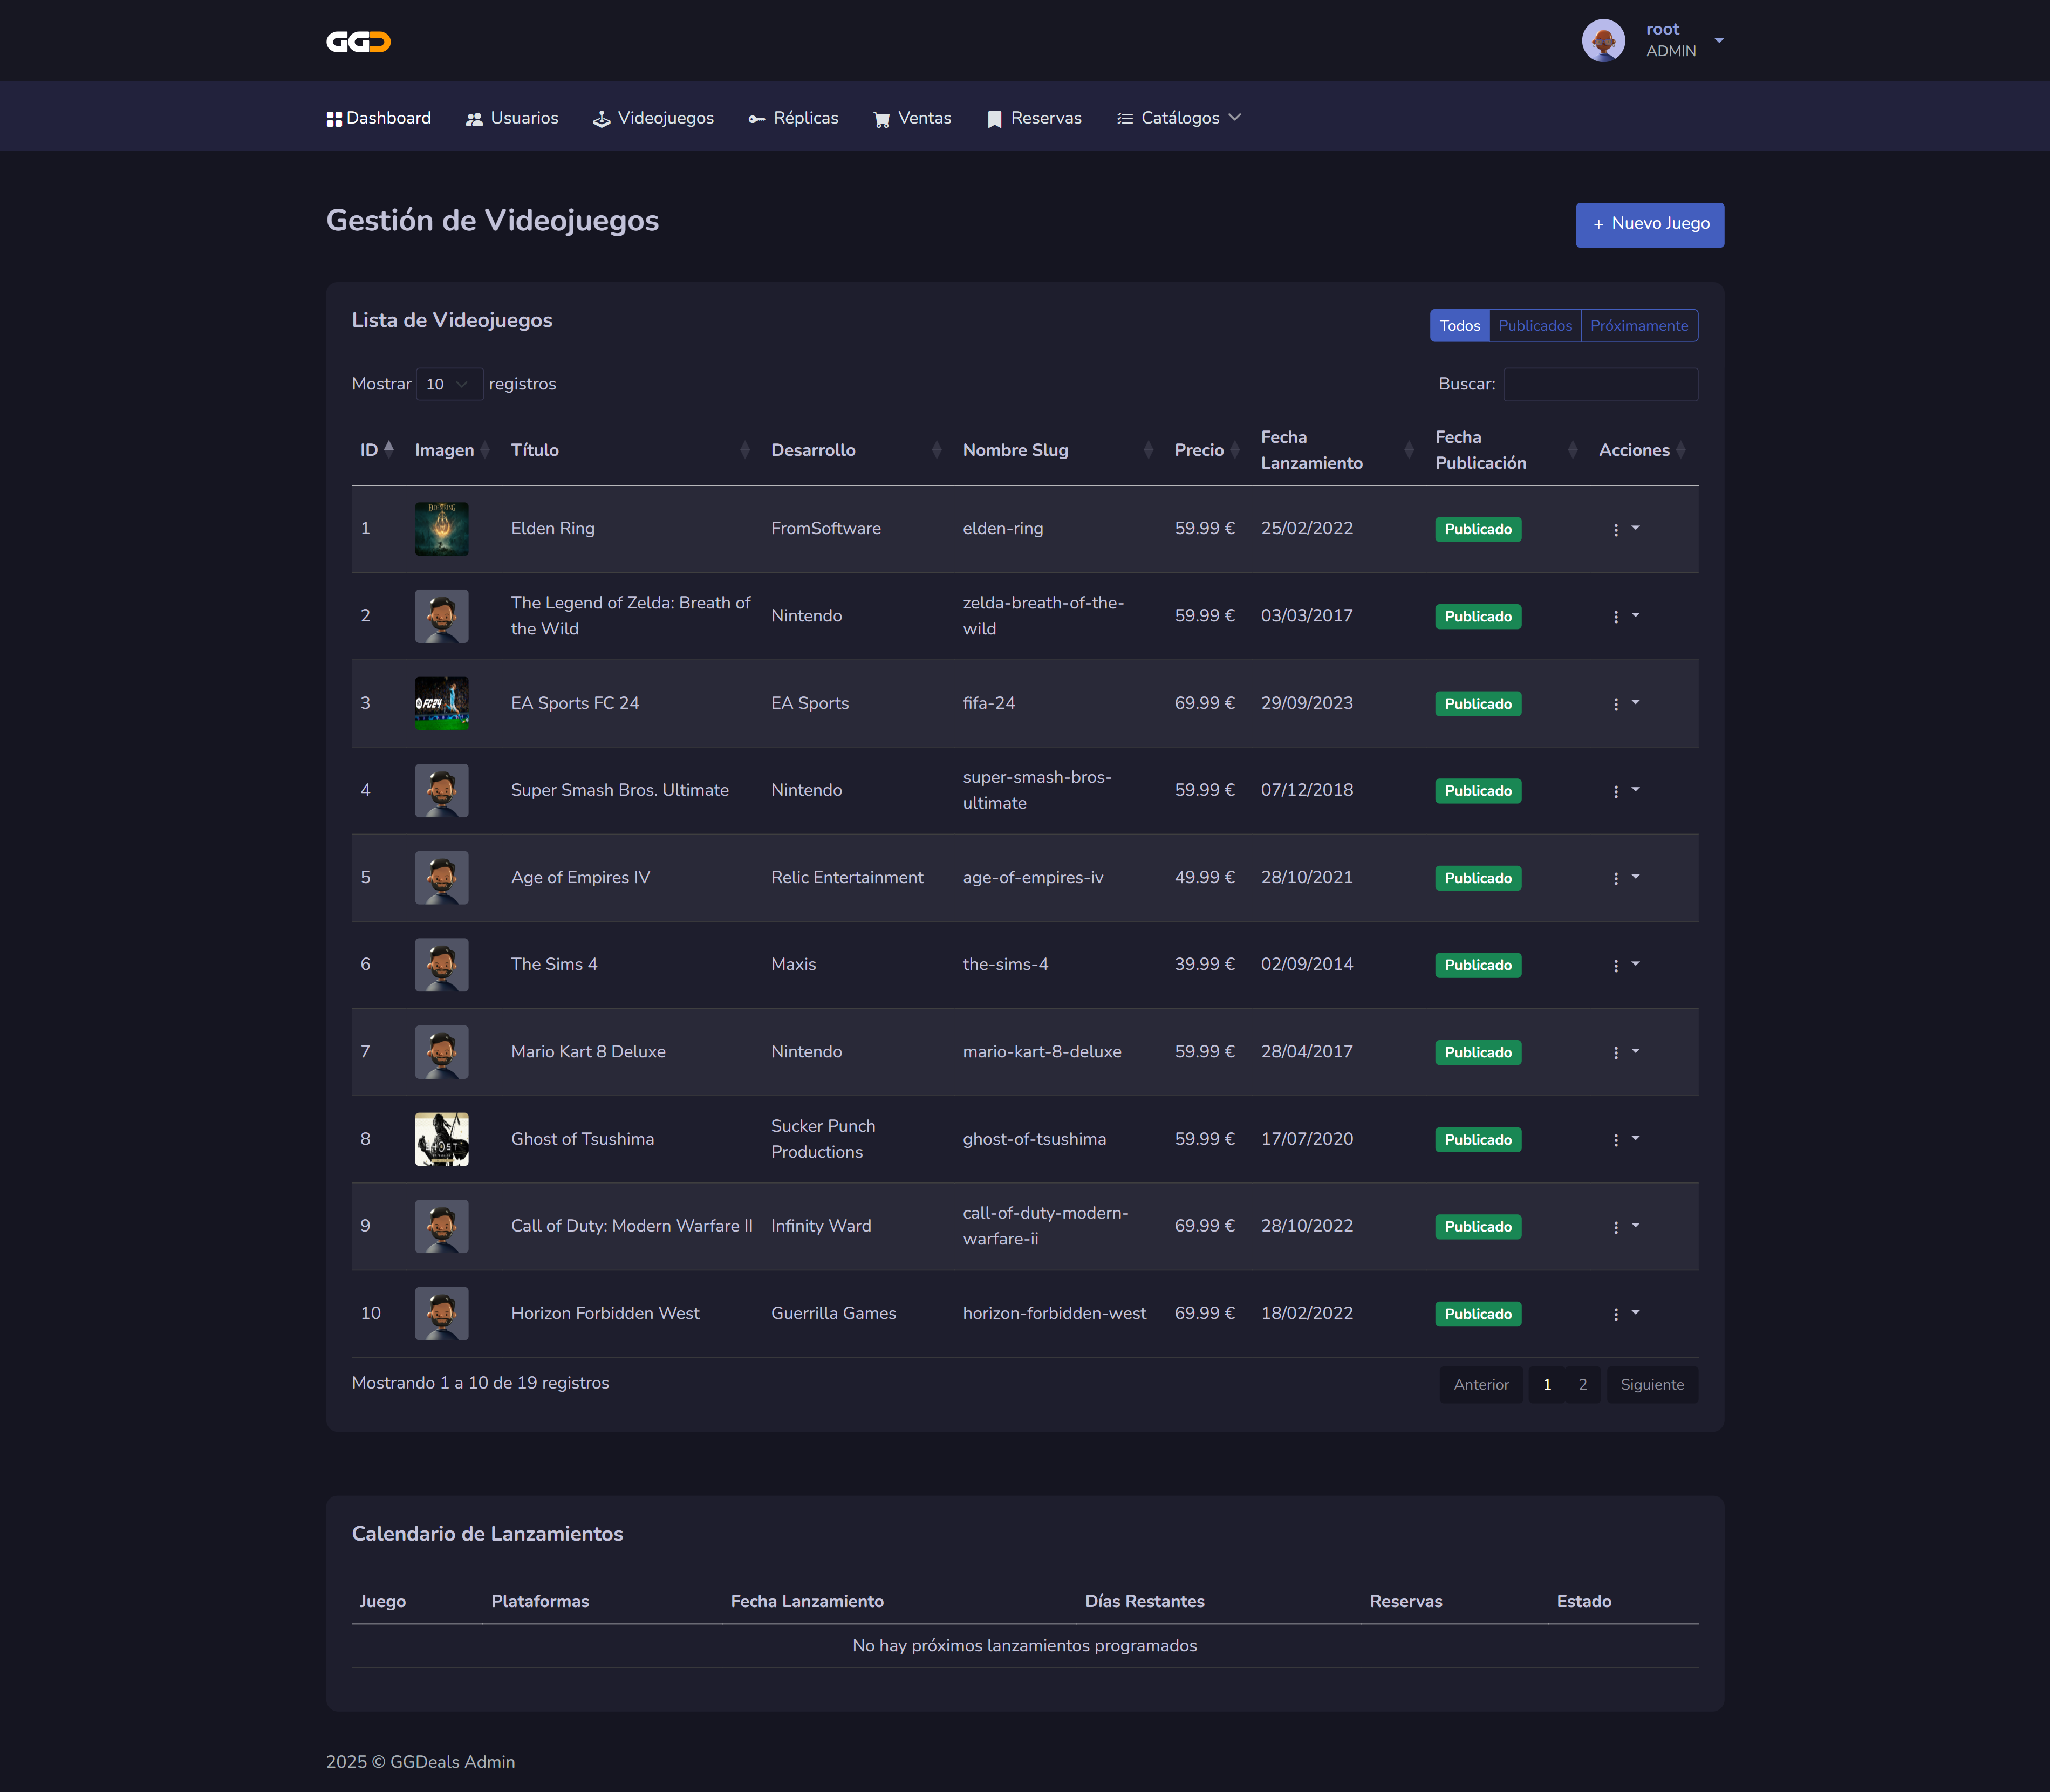 GGD
root
ADMIN
Dashboard Usuarios Videojuegos Réplicas Ventas Reservas Catálogos
Gestión de Videojuegos
+ Nuevo Juego
Lista de Videojuegos
Todos Publicados Próximamente
Mostrar 10 registros
Buscar:
ID Imagen Título Desarrollo Nombre Slug Precio Fecha Lanzamiento Fecha Publicación Acciones
1 ELDEN RING Elden Ring FromSoftware elden-ring 59.99 € 25/02/2022 Publicado
2 The Legend of Zelda: Breath of the Wild Nintendo zelda-breath-of-the-wild 59.99 € 03/03/2017 Publicado
3 FC24 EA Sports FC 24 EA Sports fifa-24 69.99 € 29/09/2023 Publicado
4 Super Smash Bros. Ultimate Nintendo super-smash-bros-ultimate 59.99 € 07/12/2018 Publicado
5 Age of Empires IV Relic Entertainment age-of-empires-iv 49.99 € 28/10/2021 Publicado
6 The Sims 4 Maxis the-sims-4 39.99 € 02/09/2014 Publicado
7 Mario Kart 8 Deluxe Nintendo mario-kart-8-deluxe 59.99 € 28/04/2017 Publicado
8 GHOST Ghost of Tsushima Sucker Punch Productions ghost-of-tsushima 59.99 € 17/07/2020 Publicado
9 Call of Duty: Modern Warfare II Infinity Ward call-of-duty-modern-warfare-ii 69.99 € 28/10/2022 Publicado
10 Horizon Forbidden West Guerrilla Games horizon-forbidden-west 69.99 € 18/02/2022 Publicado
Mostrando 1 a 10 de 19 registros
Anterior 1 2 Siguiente
Calendario de Lanzamientos
Juego Plataformas Fecha Lanzamiento Días Restantes Reservas Estado
No hay próximos lanzamientos programados
2025 © GGDeals Admin